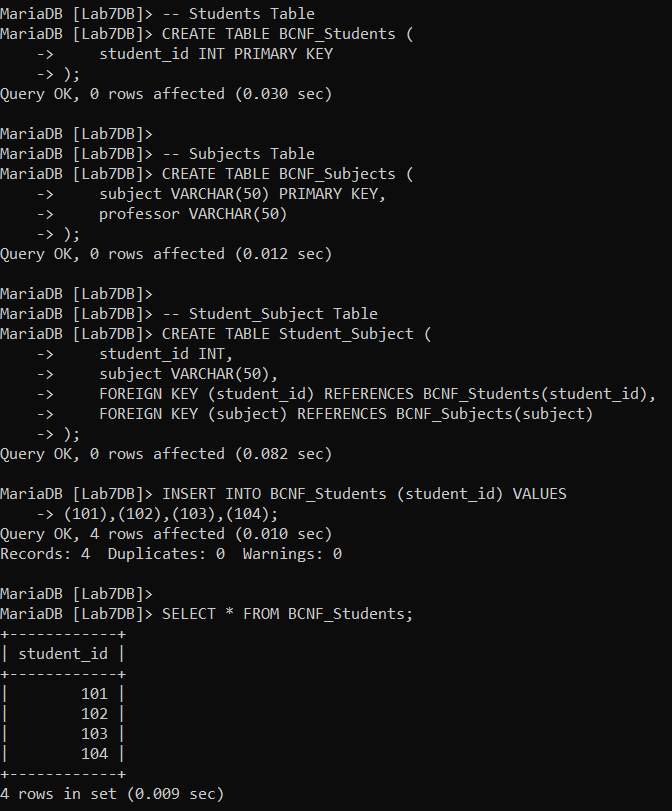 MariaDB [Lab7DB]> -- Students Table
MariaDB [Lab7DB]> CREATE TABLE BCNF_Students (
    ->     student_id INT PRIMARY KEY
    -> );
Query OK, 0 rows affected (0.030 sec)

MariaDB [Lab7DB]>
MariaDB [Lab7DB]> -- Subjects Table
MariaDB [Lab7DB]> CREATE TABLE BCNF_Subjects (
    ->     subject VARCHAR(50) PRIMARY KEY,
    ->     professor VARCHAR(50)
    -> );
Query OK, 0 rows affected (0.012 sec)

MariaDB [Lab7DB]>
MariaDB [Lab7DB]> -- Student_Subject Table
MariaDB [Lab7DB]> CREATE TABLE Student_Subject (
    ->     student_id INT,
    ->     subject VARCHAR(50),
    ->     FOREIGN KEY (student_id) REFERENCES BCNF_Students(student_id),
    ->     FOREIGN KEY (subject) REFERENCES BCNF_Subjects(subject)
    -> );
Query OK, 0 rows affected (0.082 sec)

MariaDB [Lab7DB]> INSERT INTO BCNF_Students (student_id) VALUES
    -> (101),(102),(103),(104);
Query OK, 4 rows affected (0.010 sec)
Records: 4  Duplicates: 0  Warnings: 0

MariaDB [Lab7DB]>
MariaDB [Lab7DB]> SELECT * FROM BCNF_Students;
+------------+
| student_id |
+------------+
|        101 |
|        102 |
|        103 |
|        104 |
+------------+
4 rows in set (0.009 sec)